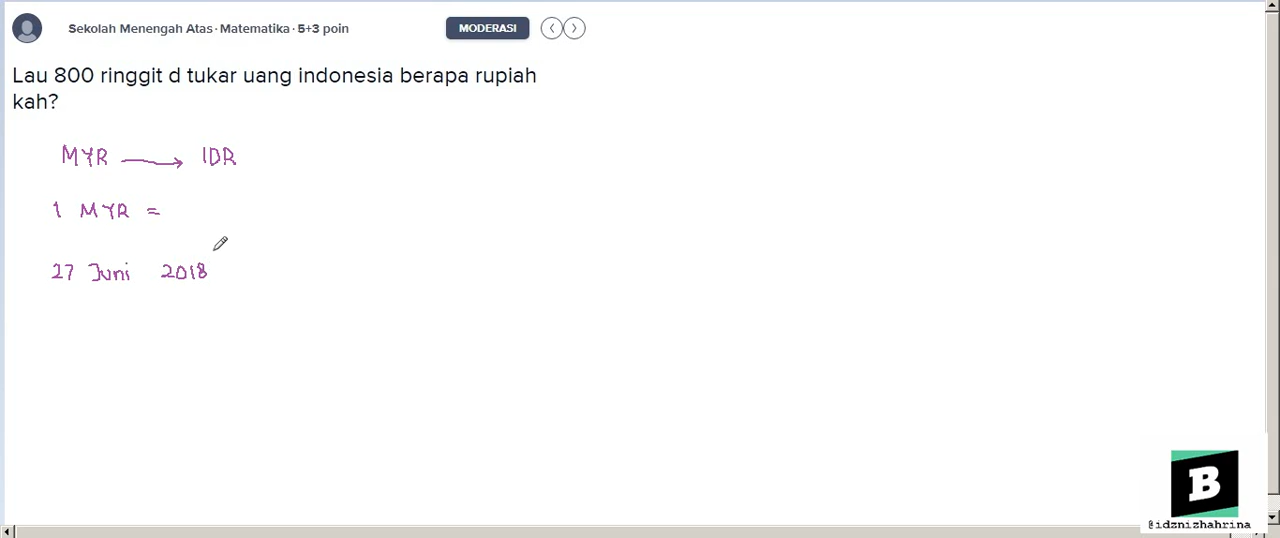 Sekolah Menengah Atas · Matematika · 5+3 poin
MODERASI
Lau 800 ringgit d tukar uang indonesia berapa rupiah
kah?
MYR → IDR
1 MYR =
27 Juni 2018
B
@idznizhahrina